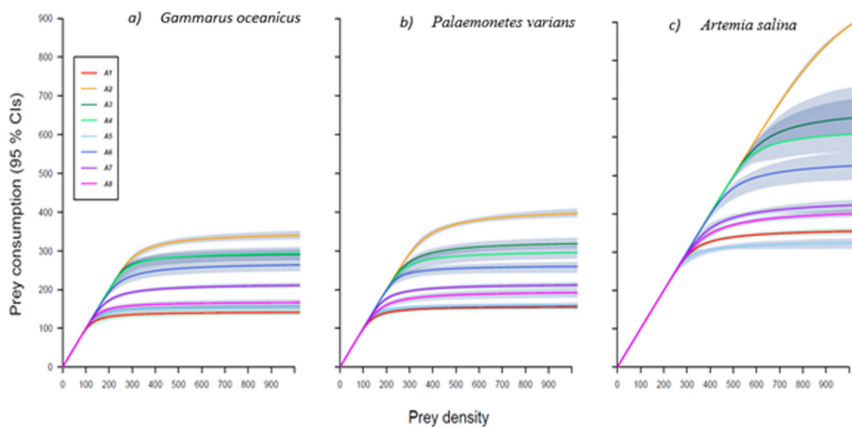 a) Gammarus oceanicus
b) Palaemonetes varians
c) Artemia salina
Prey consumption (95 % CIs)
900
800
700
600
500
400
300
200
100
0
A1
A2
A3
A4
A5
A6
A7
A8
0 100 200 300 400 500 600 700 800 900
0 100 200 300 400 500 600 700 800 900
0 100 200 300 400 500 600 700 800 900
Prey density